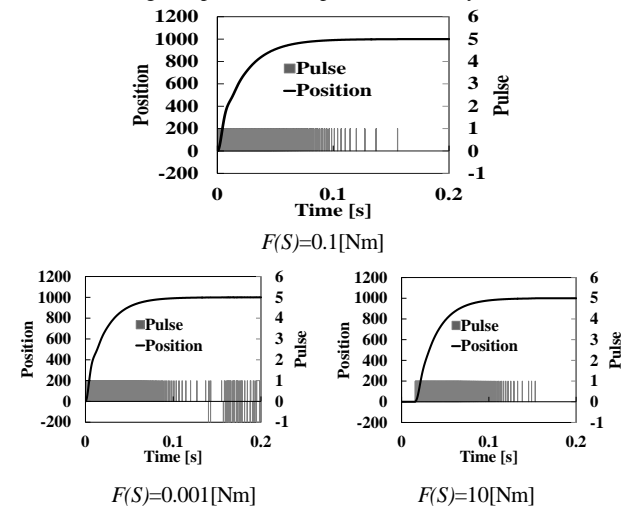 1200
1000
800
600
400
200
0
-200
Position
6
5
4
3
2
1
0
-1
Pulse
Pulse
Position
0 0.1 0.2
Time [s]
F(S)=0.1[Nm]
1200
1000
800
600
400
200
0
-200
Position
6
5
4
3
2
1
0
-1
Pulse
Pulse
Position
0 0.1 0.2
Time [s]
F(S)=0.001[Nm]
1200
1000
800
600
400
200
0
-200
Position
6
5
4
3
2
1
0
-1
Pulse
Pulse
Position
0 0.1 0.2
Time [s]
F(S)=10[Nm]